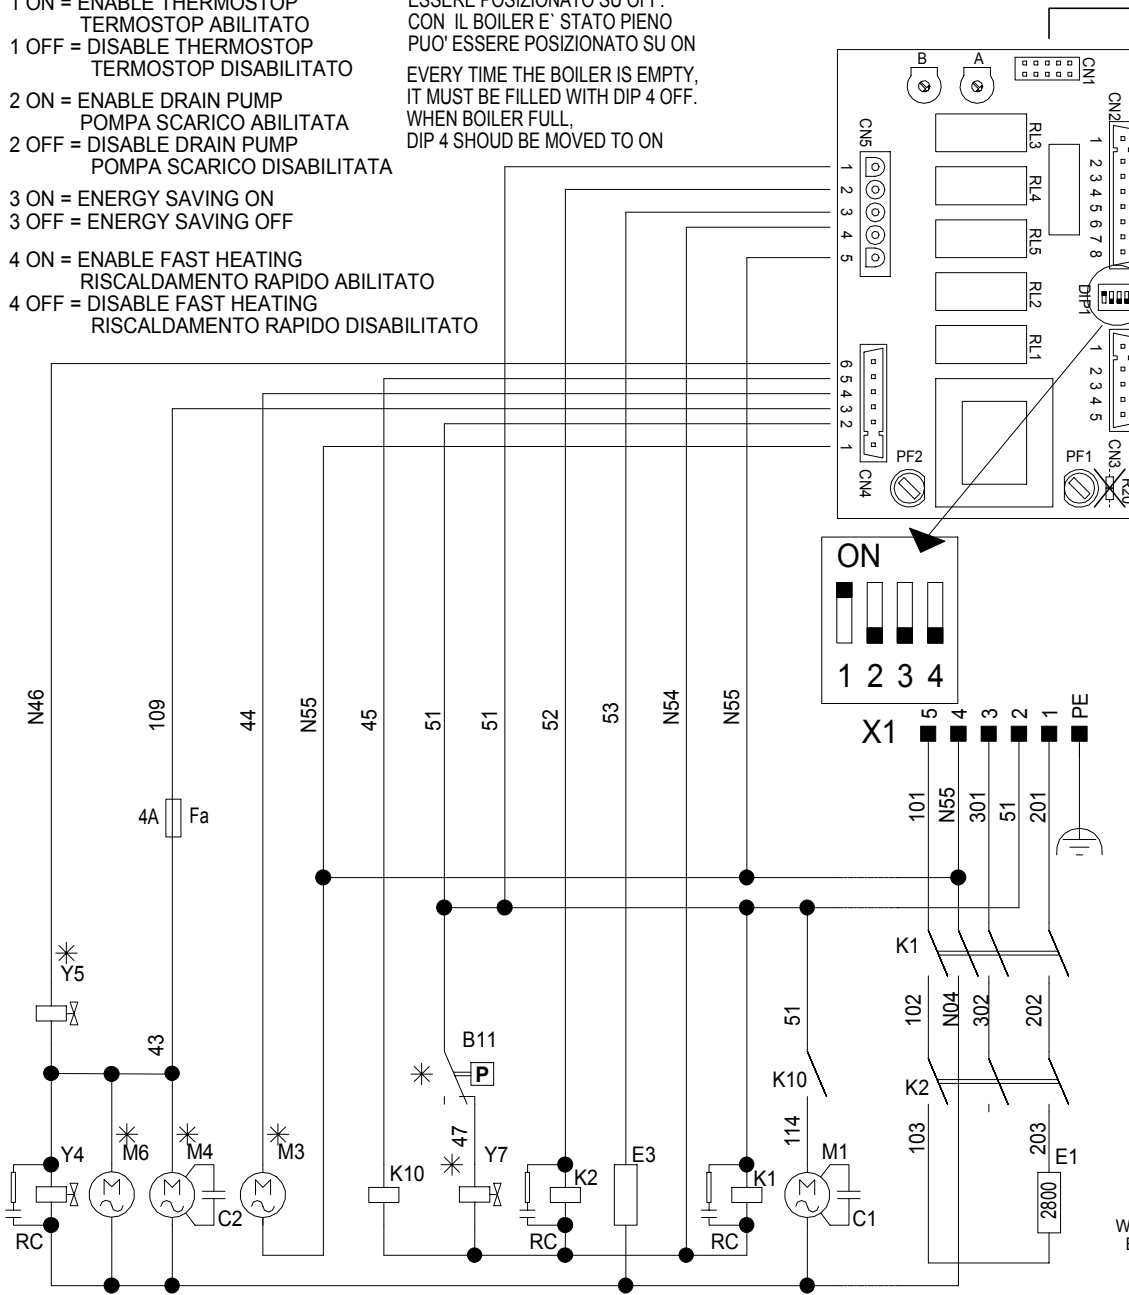 1 ON = ENABLE THERMOSTOP
TERMOSTOP ABILITATO
1 OFF = DISABLE THERMOSTOP
TERMOSTOP DISABILITATO
2 ON = ENABLE DRAIN PUMP
POMPA SCARICO ABILITATA
2 OFF = DISABLE DRAIN PUMP
POMPA SCARICO DISABILITATA
3 ON = ENERGY SAVING ON
3 OFF = ENERGY SAVING OFF
4 ON = ENABLE FAST HEATING
RISCALDAMENTO RAPIDO ABILITATO
4 OFF = DISABLE FAST HEATING
RISCALDAMENTO RAPIDO DISABILITATO
ESSERE POSIZIONATO SU OFF.
CON IL BOILER E` STATO PIENO
PUO' ESSERE POSIZIONATO SU ON
EVERY TIME THE BOILER IS EMPTY,
IT MUST BE FILLED WITH DIP 4 OFF.
WHEN BOILER FULL,
DIP 4 SHOUD BE MOVED TO ON
B
A
CN1
CN2
CN5
RL3
RL4
RL5
RL2
RL1
1
2
3
4
5
1
2
3
4
5
6
7
8
DIP1
6
5
4
3
2
1
CN4
1
2
3
4
5
CN3
R20
PF2
PF1
ON
1 2 3 4
X1
5
4
3
2
1
PE
N46
109
44
N55
45
51
51
52
53
N54
N55
101
N55
301
51
201
4A
Fa
Y5
43
B11
P
51
K10
K1
102
N04
302
202
K2
103
203
114
47
Y4
M6
M4
M3
K10
Y7
K2
E3
K1
M1
E1
M
M
M
M
2800
RC
C2
RC
RC
C1
W
E